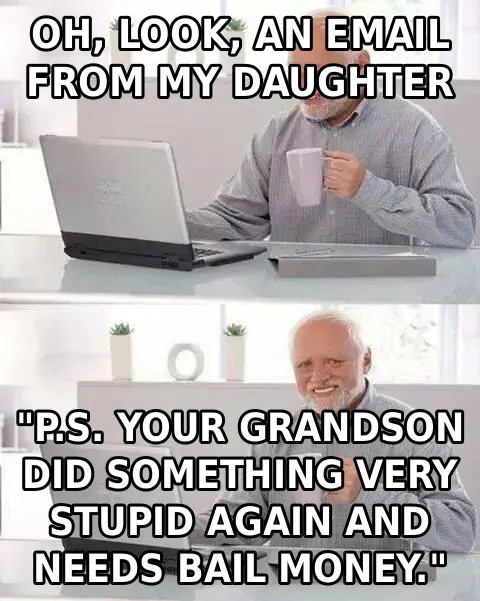 OH, LOOK, AN EMAIL
FROM MY DAUGHTER
"P.S. YOUR GRANDSON
DID SOMETHING VERY
STUPID AGAIN AND
NEEDS BAIL MONEY."